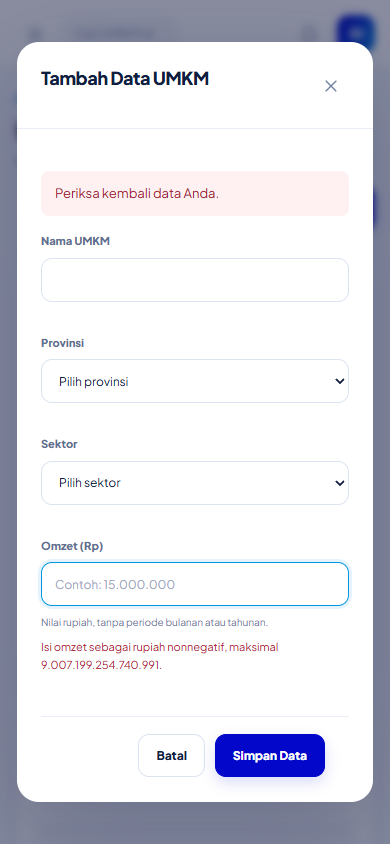 Tambah Data UMKM
Periksa kembali data Anda.
Nama UMKM
Provinsi
Pilih provinsi
Sektor
Pilih sektor
Omzet (Rp)
Contoh: 15.000.000
Nilai rupiah, tanpa periode bulanan atau tahunan.
Isi omzet sebagai rupiah nonnegatif, maksimal
9.007.199.254.740.991.
Batal
Simpan Data